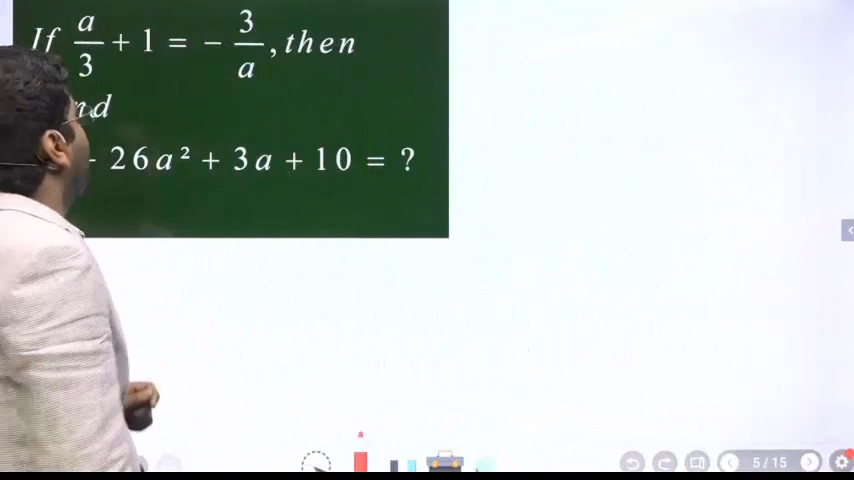 If a/3 + 1 = - 3/a, then
nd
- 26a² + 3a + 10 = ?
5/15